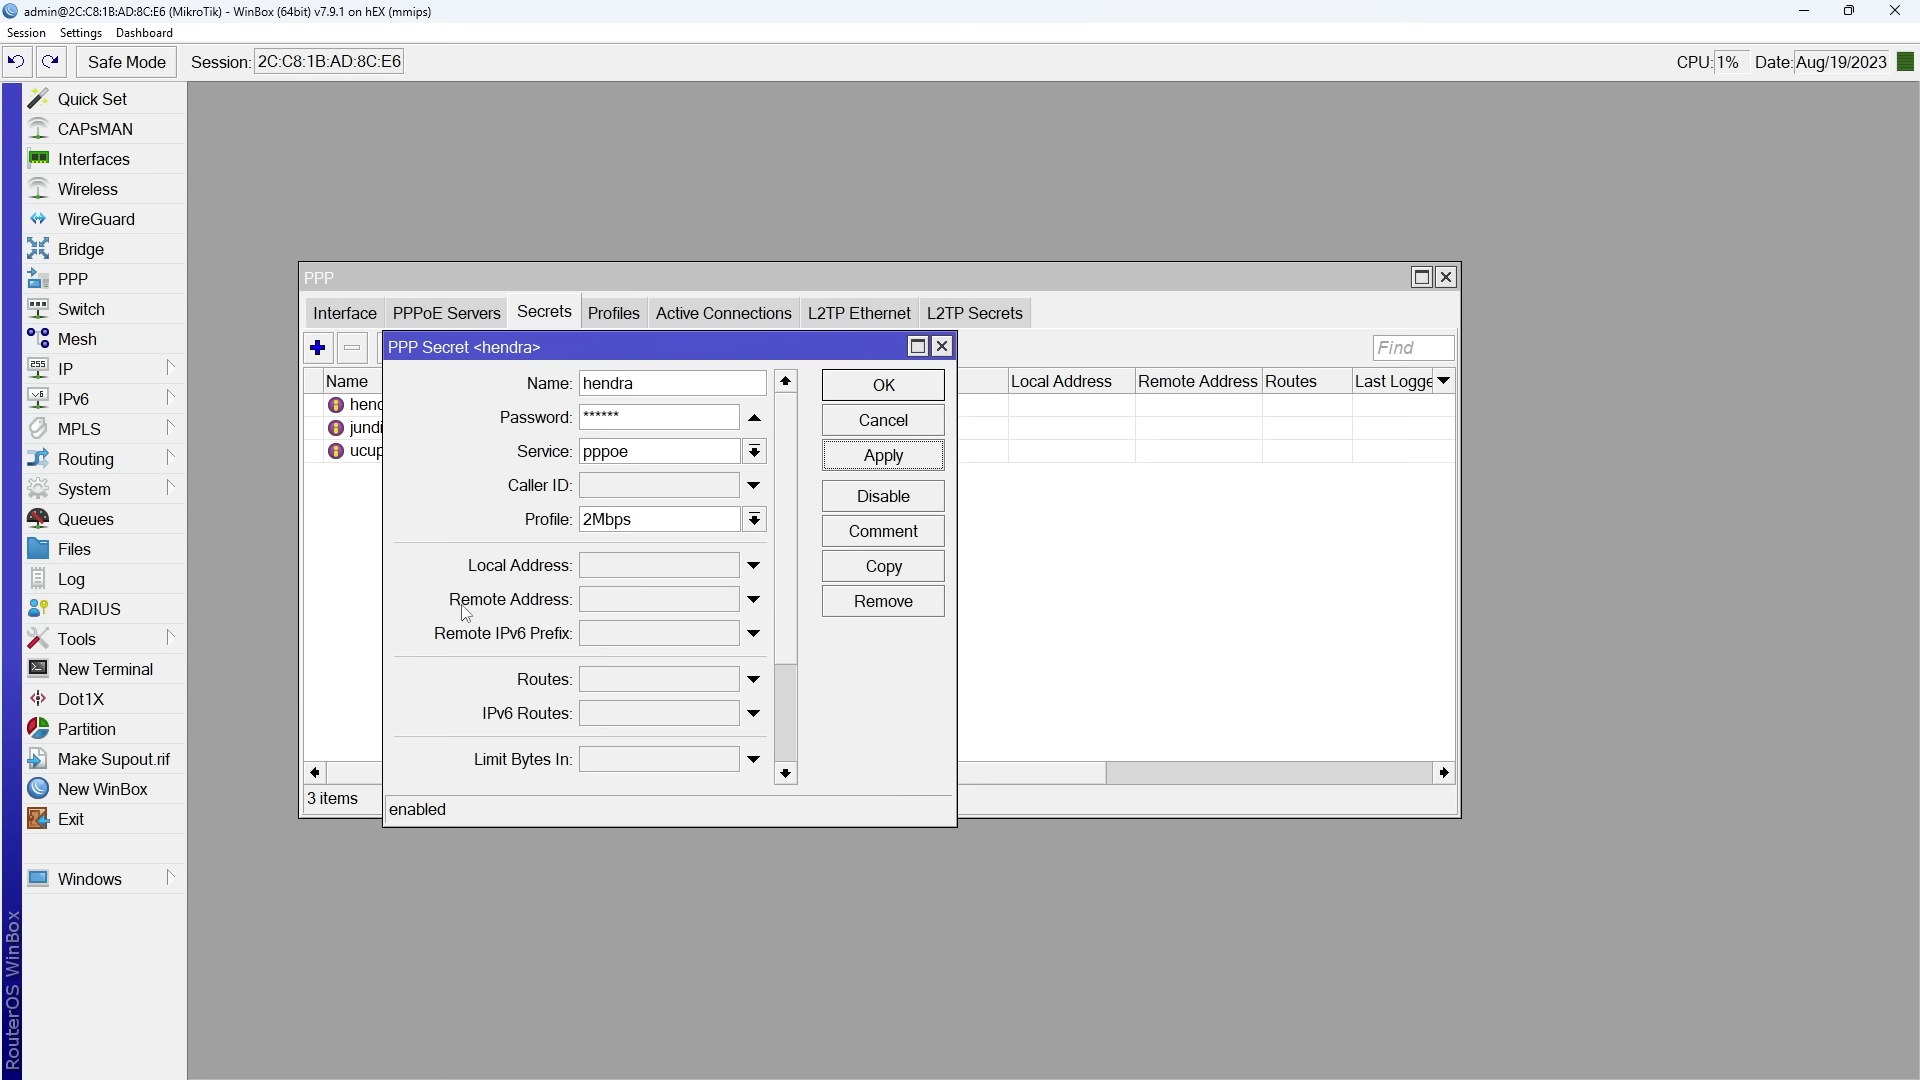 admin@2C:C8:1B:AD:8C:E6 (MikroTik) - WinBox (64bit) v7.9.1 on hEX (mmips)
Session Settings Dashboard
Safe Mode Session: 2C:C8:1B:AD:8C:E6 CPU: 1% Date: Aug/19/2023
Quick Set
CAPsMAN
Interfaces
Wireless
WireGuard
Bridge
PPP
Switch
Mesh
IP
IPv6
MPLS
Routing
System
Queues
Files
Log
RADIUS
Tools
New Terminal
Dot1X
Partition
Make Supout.rif
New WinBox
Exit
Windows
RouterOS WinBox
PPP
Interface PPPoE Servers Secrets Profiles Active Connections L2TP Ethernet L2TP Secrets
Find
Name Local Address Remote Address Routes Last Logge
hend
jundi
ucup
3 items
PPP Secret <hendra>
Name: hendra
Password: ******
Service: pppoe
Caller ID:
Profile: 2Mbps
Local Address:
Remote Address:
Remote IPv6 Prefix:
Routes:
IPv6 Routes:
Limit Bytes In:
OK
Cancel
Apply
Disable
Comment
Copy
Remove
enabled